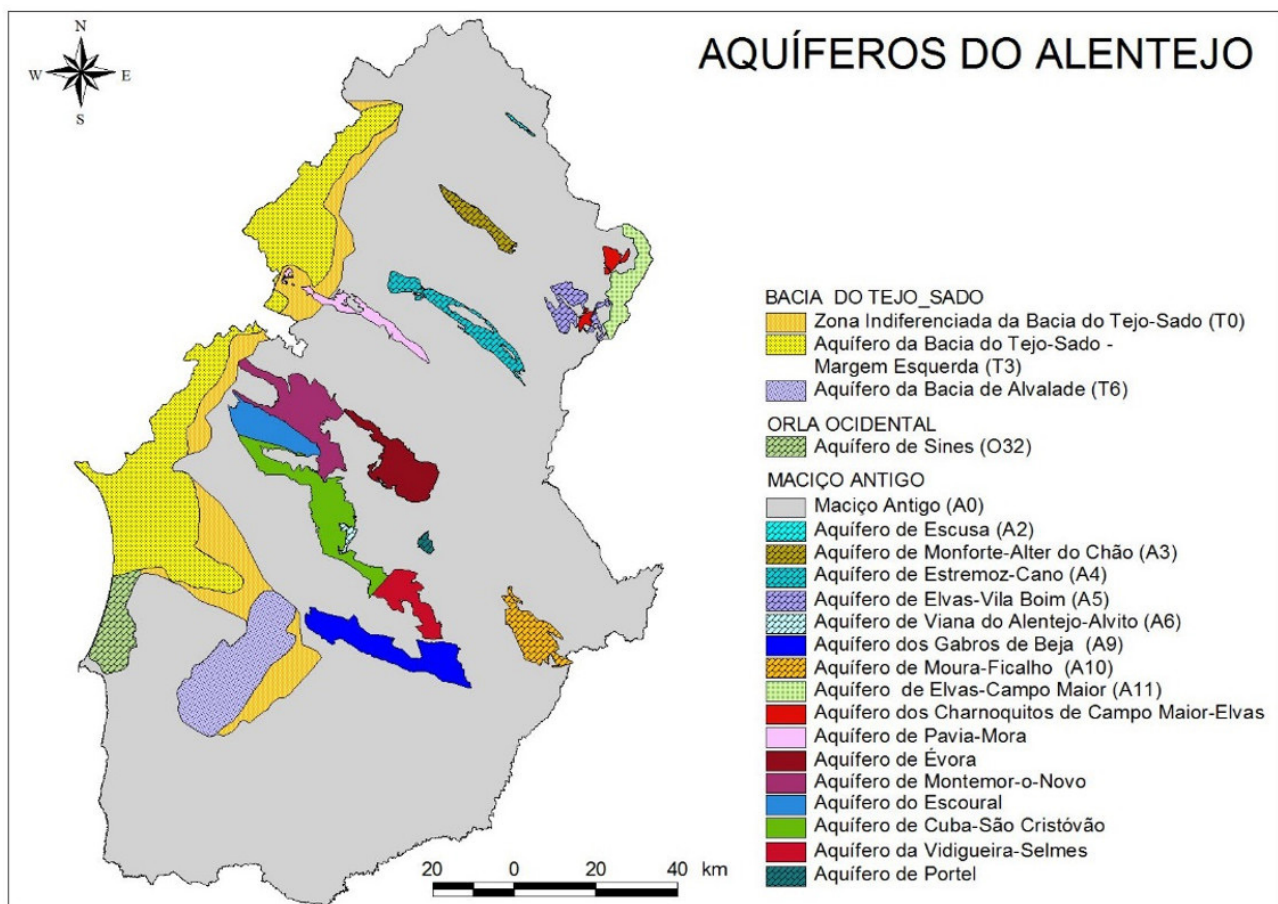 AQUÍFEROS DO ALENTEJO
N
W E
S
BACIA DO TEJO_SADO
Zona Indiferenciada da Bacia do Tejo-Sado (T0)
Aquífero da Bacia do Tejo-Sado -
Margem Esquerda (T3)
Aquífero da Bacia de Alvalade (T6)
ORLA OCIDENTAL
Aquífero de Sines (O32)
MACIÇO ANTIGO
Maciço Antigo (A0)
Aquífero de Escusa (A2)
Aquífero de Monforte-Alter do Chão (A3)
Aquífero de Estremoz-Cano (A4)
Aquífero de Elvas-Vila Boim (A5)
Aquífero de Viana do Alentejo-Alvito (A6)
Aquífero dos Gabros de Beja (A9)
Aquífero de Moura-Ficalho (A10)
Aquífero de Elvas-Campo Maior (A11)
Aquífero dos Charnoquitos de Campo Maior-Elvas
Aquífero de Pavia-Mora
Aquífero de Évora
Aquífero de Montemor-o-Novo
Aquífero do Escoural
Aquífero de Cuba-São Cristóvão
Aquífero da Vidigueira-Selmes
Aquífero de Portel
20 0 20 40 km